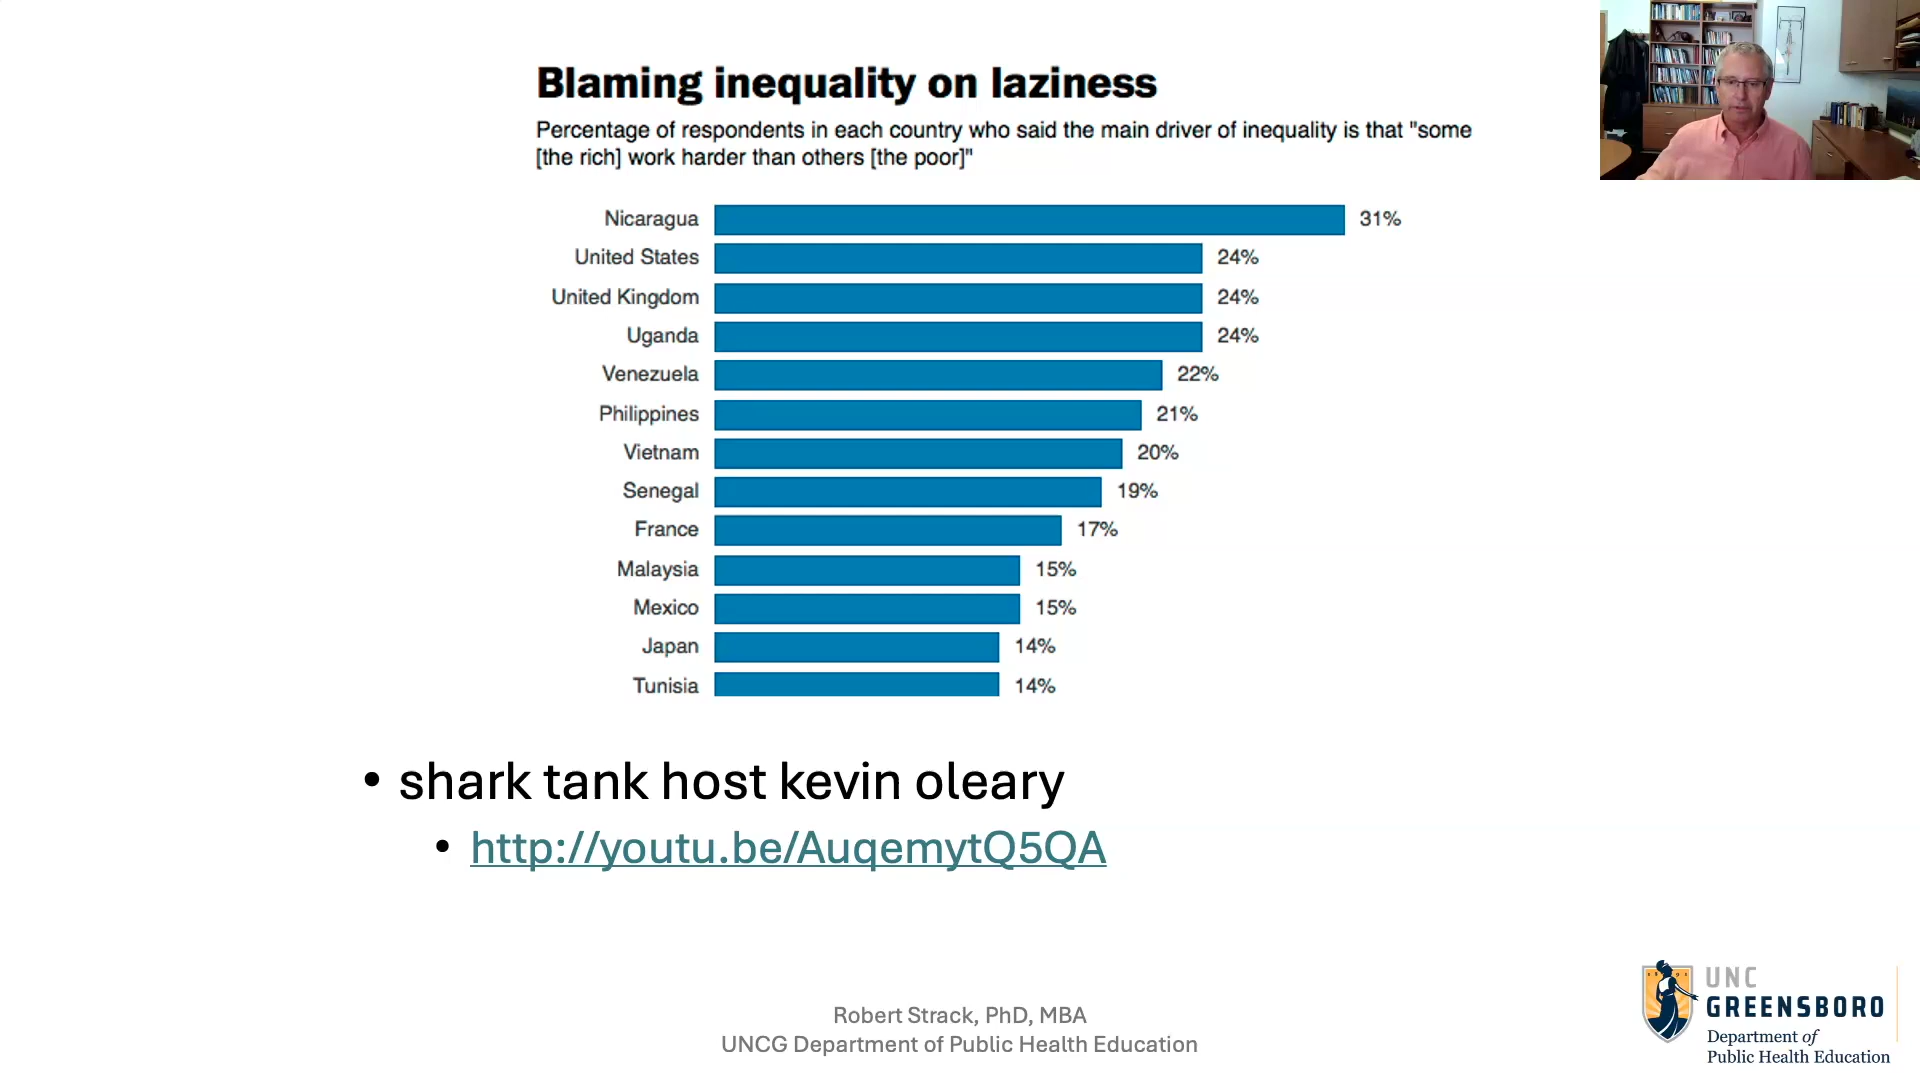 Blaming inequality on laziness
Percentage of respondents in each country who said the main driver of inequality is that "some
[the rich] work harder than others [the poor]"
Nicaragua 31%
United States 24%
United Kingdom 24%
Uganda 24%
Venezuela 22%
Philippines 21%
Vietnam 20%
Senegal 19%
France 17%
Malaysia 15%
Mexico 15%
Japan 14%
Tunisia 14%
• shark tank host kevin oleary
• http://youtu.be/AuqemytQ5QA
Robert Strack, PhD, MBA
UNCG Department of Public Health Education
UNC
GREENSBORO
Department of
Public Health Education